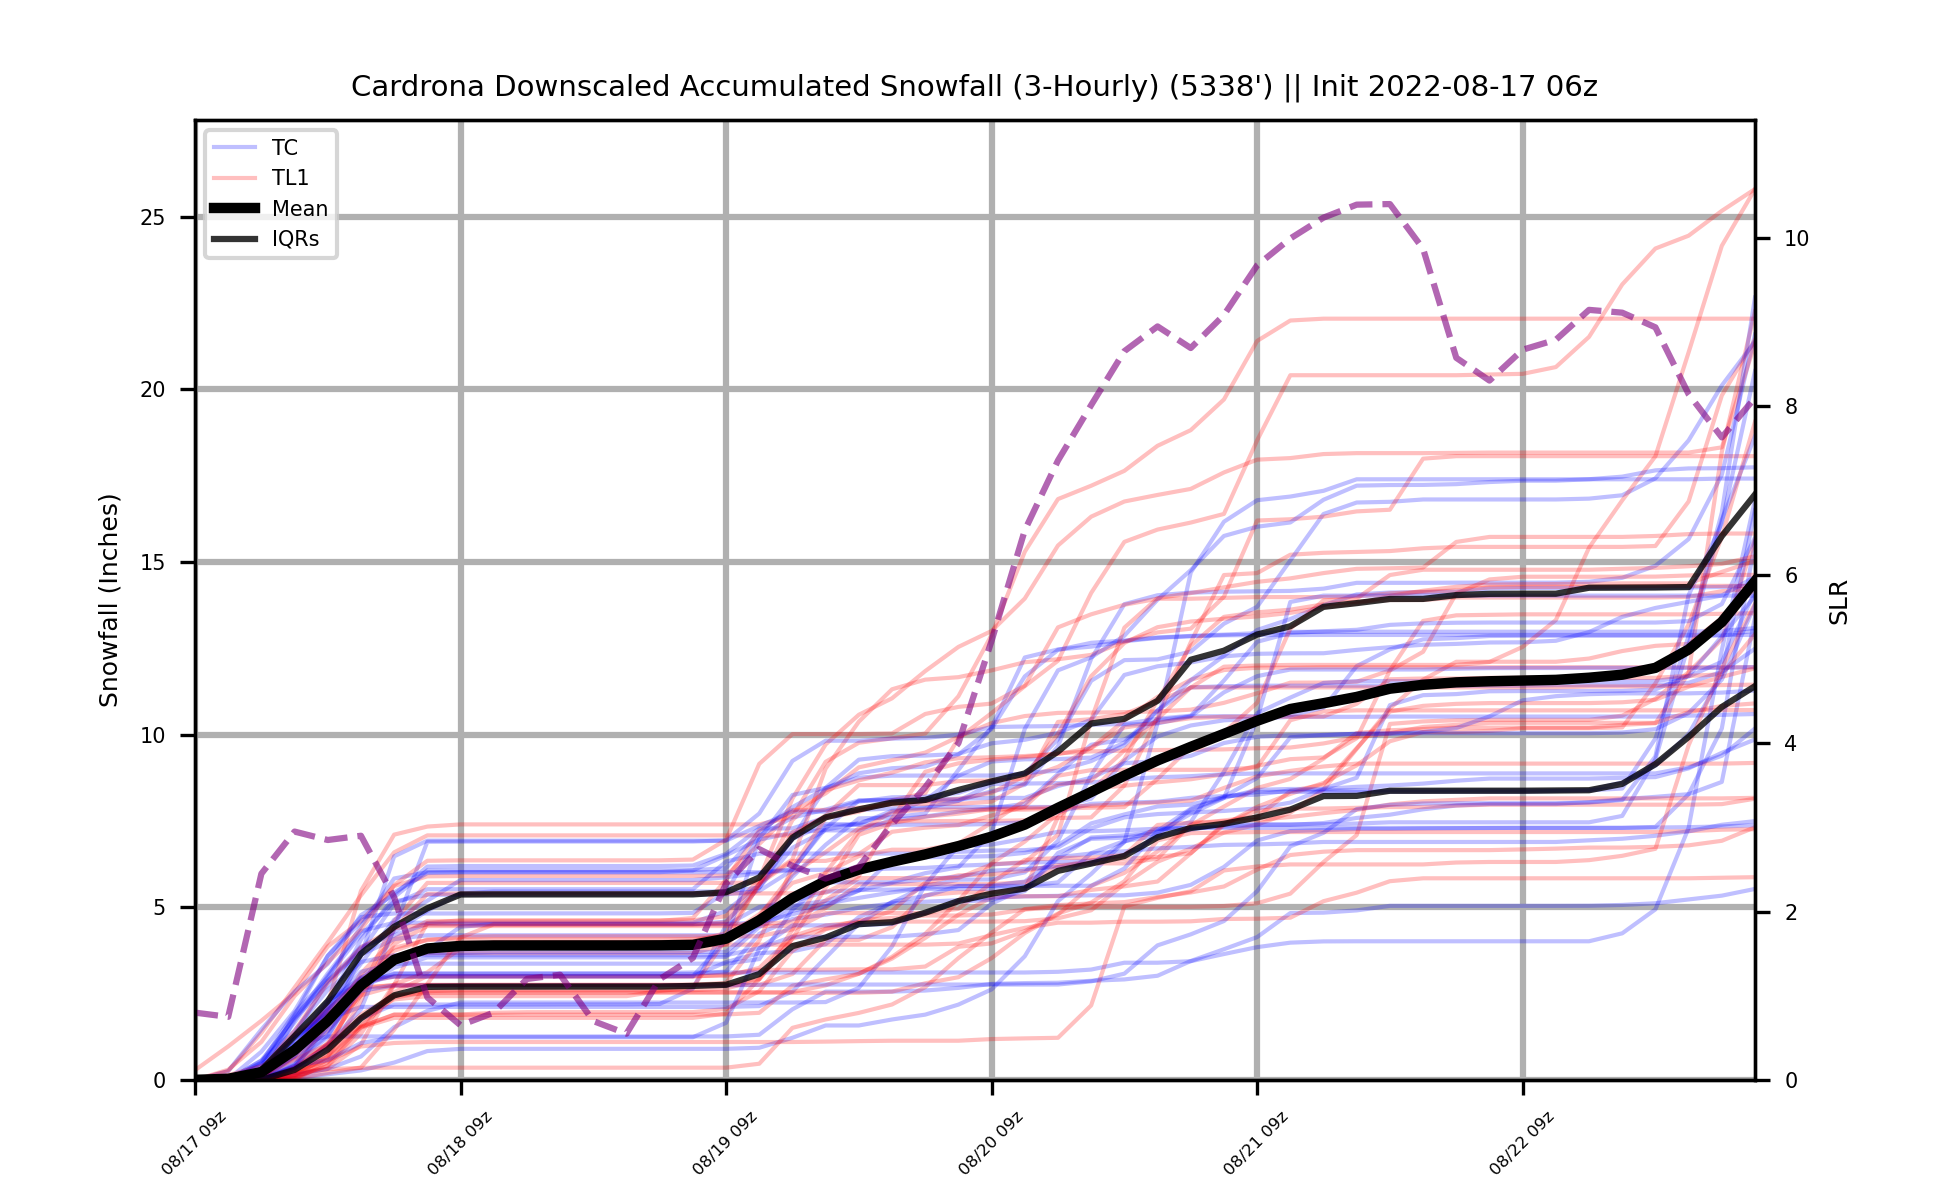 Cardrona Downscaled Accumulated Snowfall (3-Hourly) (5338') || Init 2022-08-17 06z
TC
TL1
Mean
IQRs
25
20
15
10
5
0
Snowfall (Inches)
10
8
6
4
2
0
SLR
08/17 09z
08/18 09z
08/19 09z
08/20 09z
08/21 09z
08/22 09z